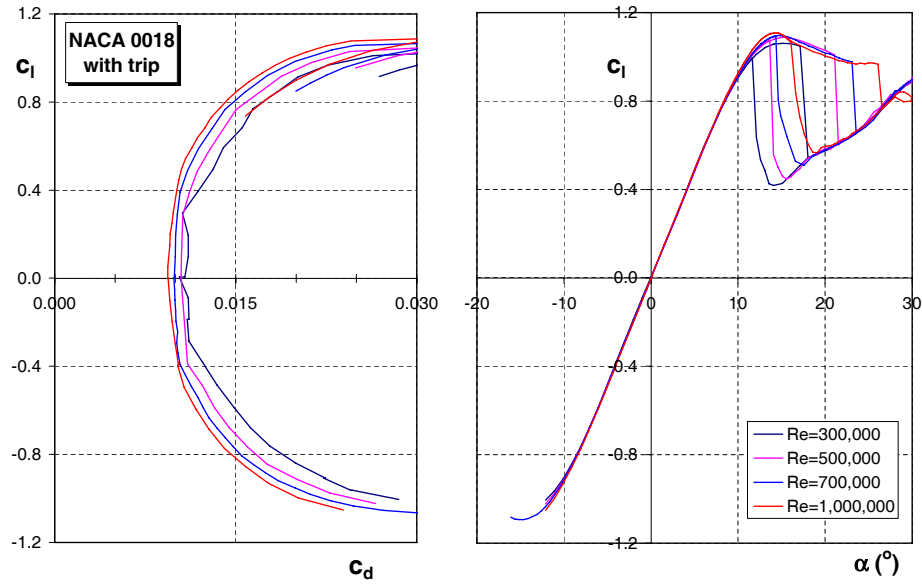 NACA 0018
with trip
cl
1.2
0.8
0.4
0.0
-0.4
-0.8
-1.2
0.000
0.015
0.030
cd
cl
1.2
0.8
0.4
0.0
-0.4
-0.8
-1.2
-20
-10
0
10
20
30
α (°)
Re=300,000
Re=500,000
Re=700,000
Re=1,000,000